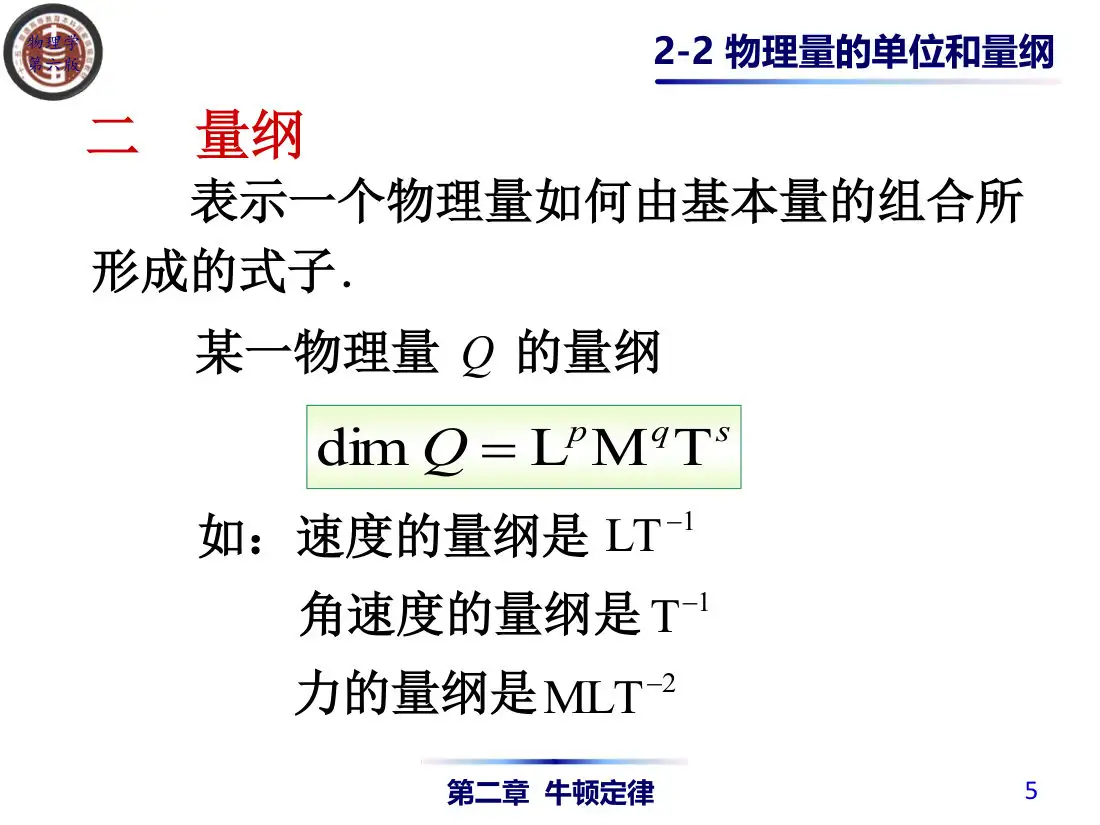 物理学
第六版
2-2 物理量的单位和量纲
二 量纲
表示一个物理量如何由基本量的组合所
形成的式子.
某一物理量 Q 的量纲
dim Q = L^p M^q T^s
如：速度的量纲是 LT⁻¹
角速度的量纲是 T⁻¹
力的量纲是 MLT⁻²
第二章 牛顿定律
5